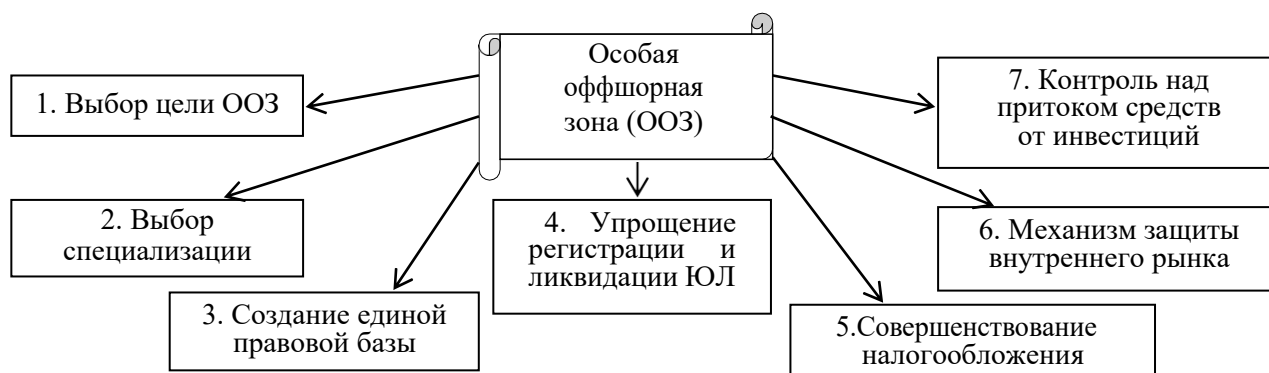 Особая
оффшорная
зона (ООЗ)
1. Выбор цели ООЗ
2. Выбор
специализации
3. Создание единой
правовой базы
4. Упрощение
регистрации и
ликвидации ЮЛ
5.Совершенствование
налогообложения
6. Механизм защиты
внутреннего рынка
7. Контроль над
притоком средств
от инвестиций